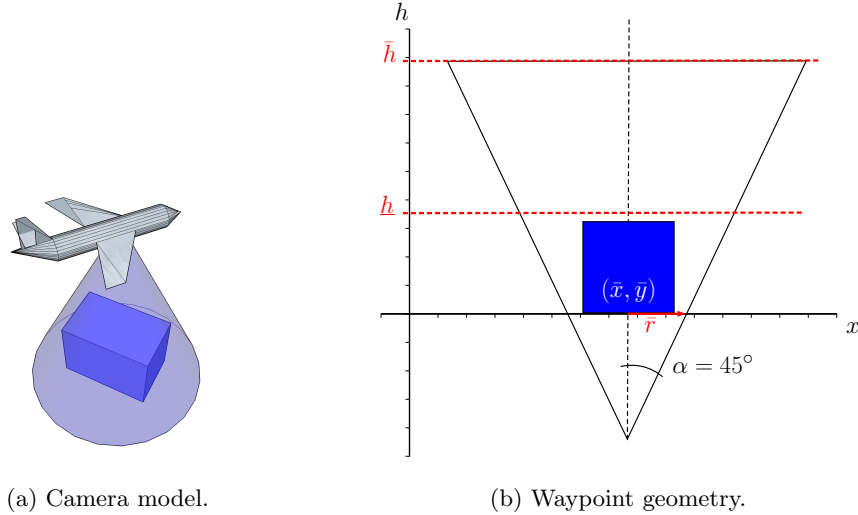 h
h̄
h̲
(x̄, ȳ)
r̄
x
α = 45°
(a) Camera model.
(b) Waypoint geometry.